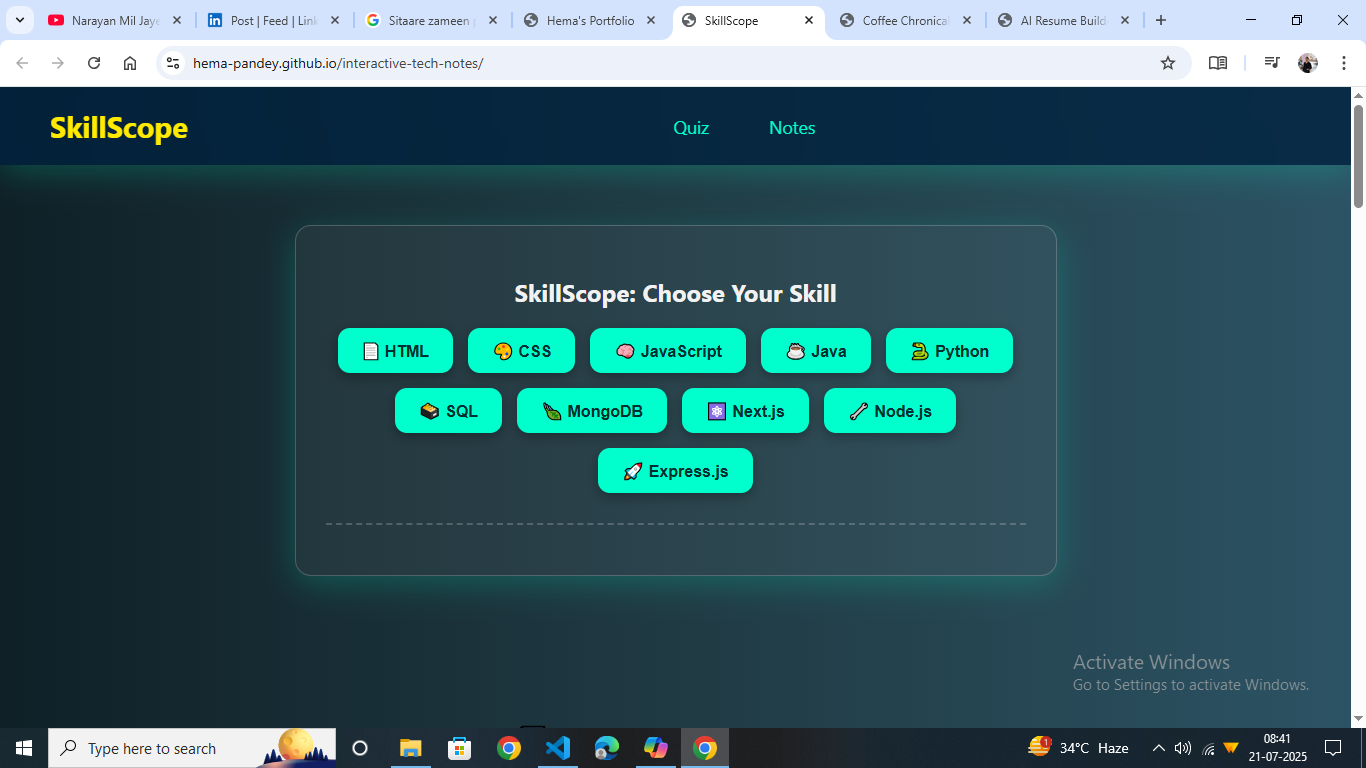 Narayan Mil Jaye
Post | Feed | Link
Sitaare zameen p
Hema's Portfolio
SkillScope
Coffee Chronical
AI Resume Build
hema-pandey.github.io/interactive-tech-notes/
SkillScope
Quiz
Notes
SkillScope: Choose Your Skill
HTML
CSS
JavaScript
Java
Python
SQL
MongoDB
Next.js
Node.js
Express.js
Activate Windows
Go to Settings to activate Windows.
Type here to search
1
34°C Haze
08:41
21-07-2025